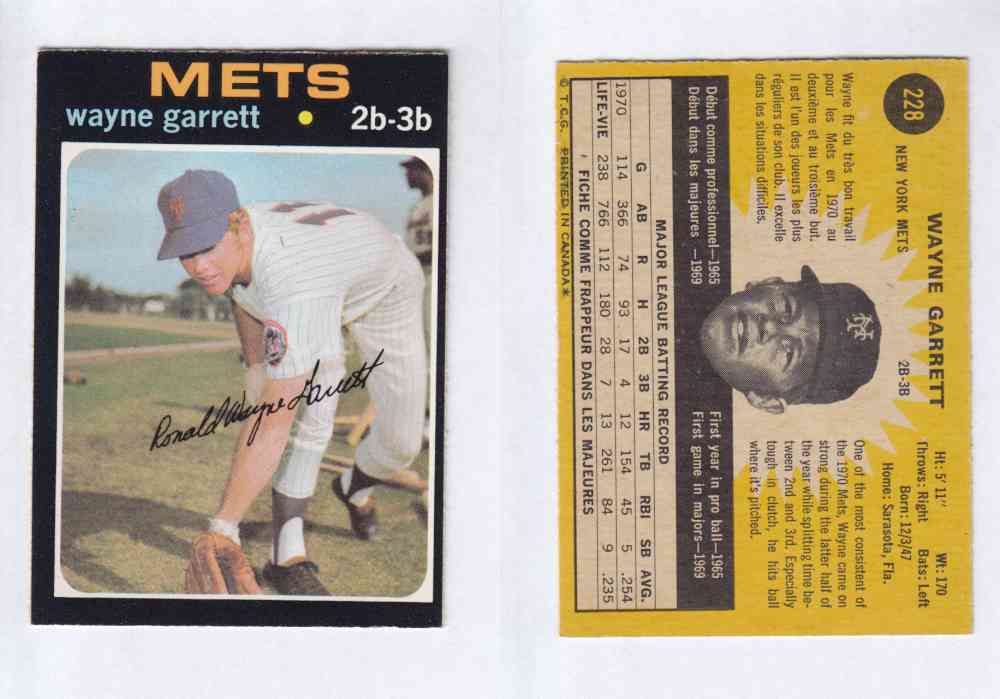 METS
wayne garrett • 2b-3b
Ronald Wayne Garrett
228
NEW YORK METS
WAYNE GARRETT
2B-3B
Ht: 5' 11" Wt: 170
Throws: Right Bats: Left
Born: 12/3/47
Home: Sarasota, Fla.
Wayne fit du très bon travail
pour les Mets en 1970 au
deuxième et au troisième but.
Il est l'un des joueurs les plus
réguliers de son club. Il excelle
dans les situations difficiles.
One of the most consistent of
the 1970 Mets, Wayne came on
strong during the latter half of
the year while splitting time be-
tween 2nd and 3rd. Especially
tough in clutch, he hits ball
where it's pitched.
Début comme professionnel—1965 First year in pro ball—1965
Début dans les majeures —1969 First game in majors—1969
MAJOR LEAGUE BATTING RECORD
G AB R H 2B 3B HR TB RBI SB AVG.
1970 114 366 74 93 17 4 12 154 45 5 .254
LIFE-VIE 238 766 112 180 28 7 13 261 84 9 .235
FICHE COMME FRAPPEUR DANS LES MAJEURES
© T.C.G. PRINTED IN CANADA*